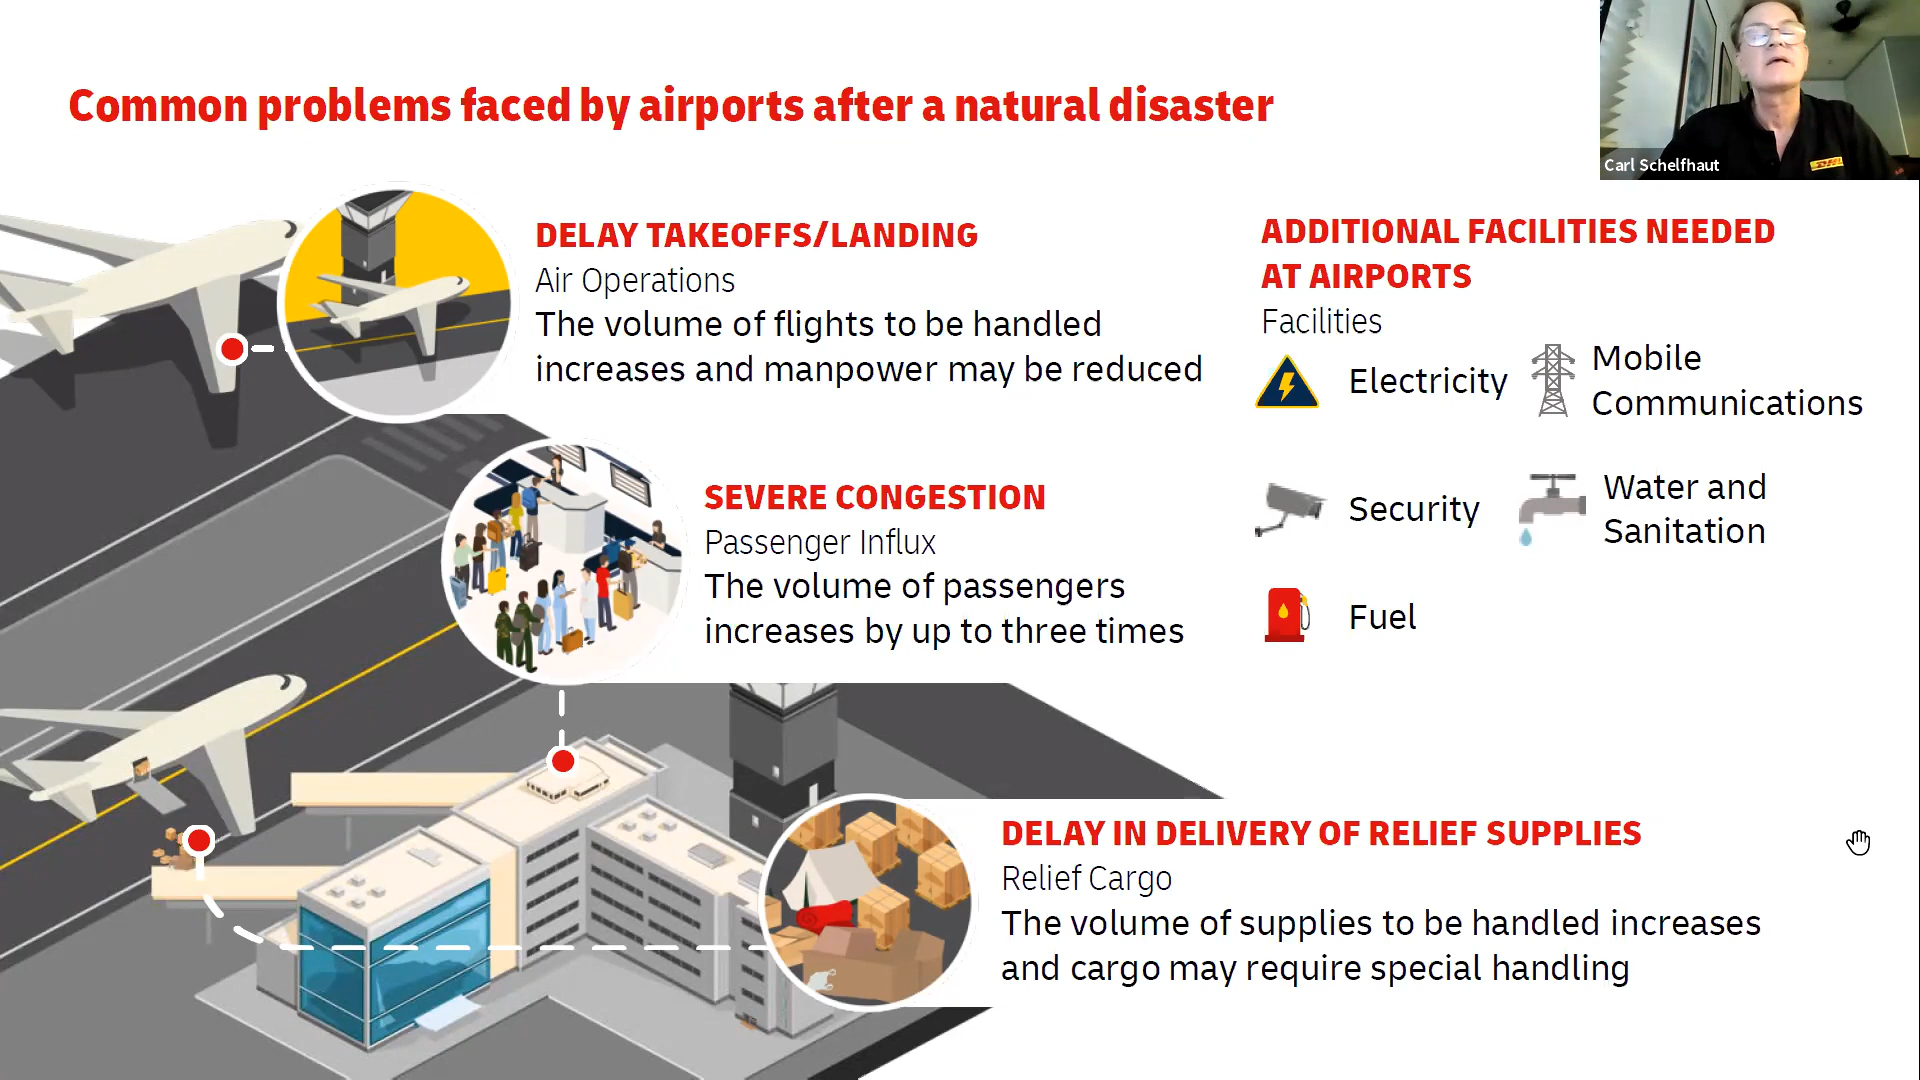 Common problems faced by airports after a natural disaster
Carl Schelfhaut
DHL
DELAY TAKEOFFS/LANDING
Air Operations
The volume of flights to be handled
increases and manpower may be reduced
SEVERE CONGESTION
Passenger Influx
The volume of passengers
increases by up to three times
ADDITIONAL FACILITIES NEEDED
AT AIRPORTS
Facilities
Electricity
Mobile
Communications
Security
Water and
Sanitation
Fuel
DELAY IN DELIVERY OF RELIEF SUPPLIES
Relief Cargo
The volume of supplies to be handled increases
and cargo may require special handling